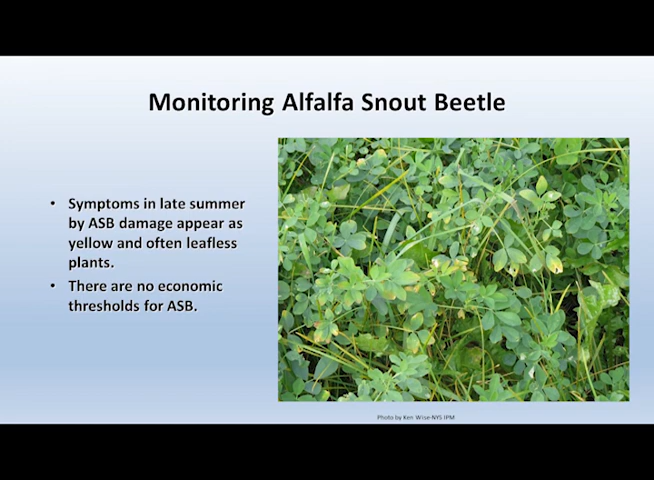 Monitoring Alfalfa Snout Beetle
• Symptoms in late summer
by ASB damage appear as
yellow and often leafless
plants.
• There are no economic
thresholds for ASB.
Photo by Ken Wise-NYS IPM